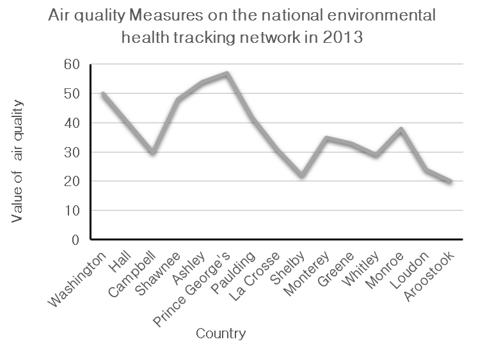 Air quality Measures on the national environmental
health tracking network in 2013
Value of air quality
60
50
40
30
20
10
0
Washington
Hall
Campbell
Shawnee
Ashley
Prince George's
Paulding
La Crosse
Shelby
Monterey
Greene
Whitley
Monroe
Loudon
Aroostook
Country